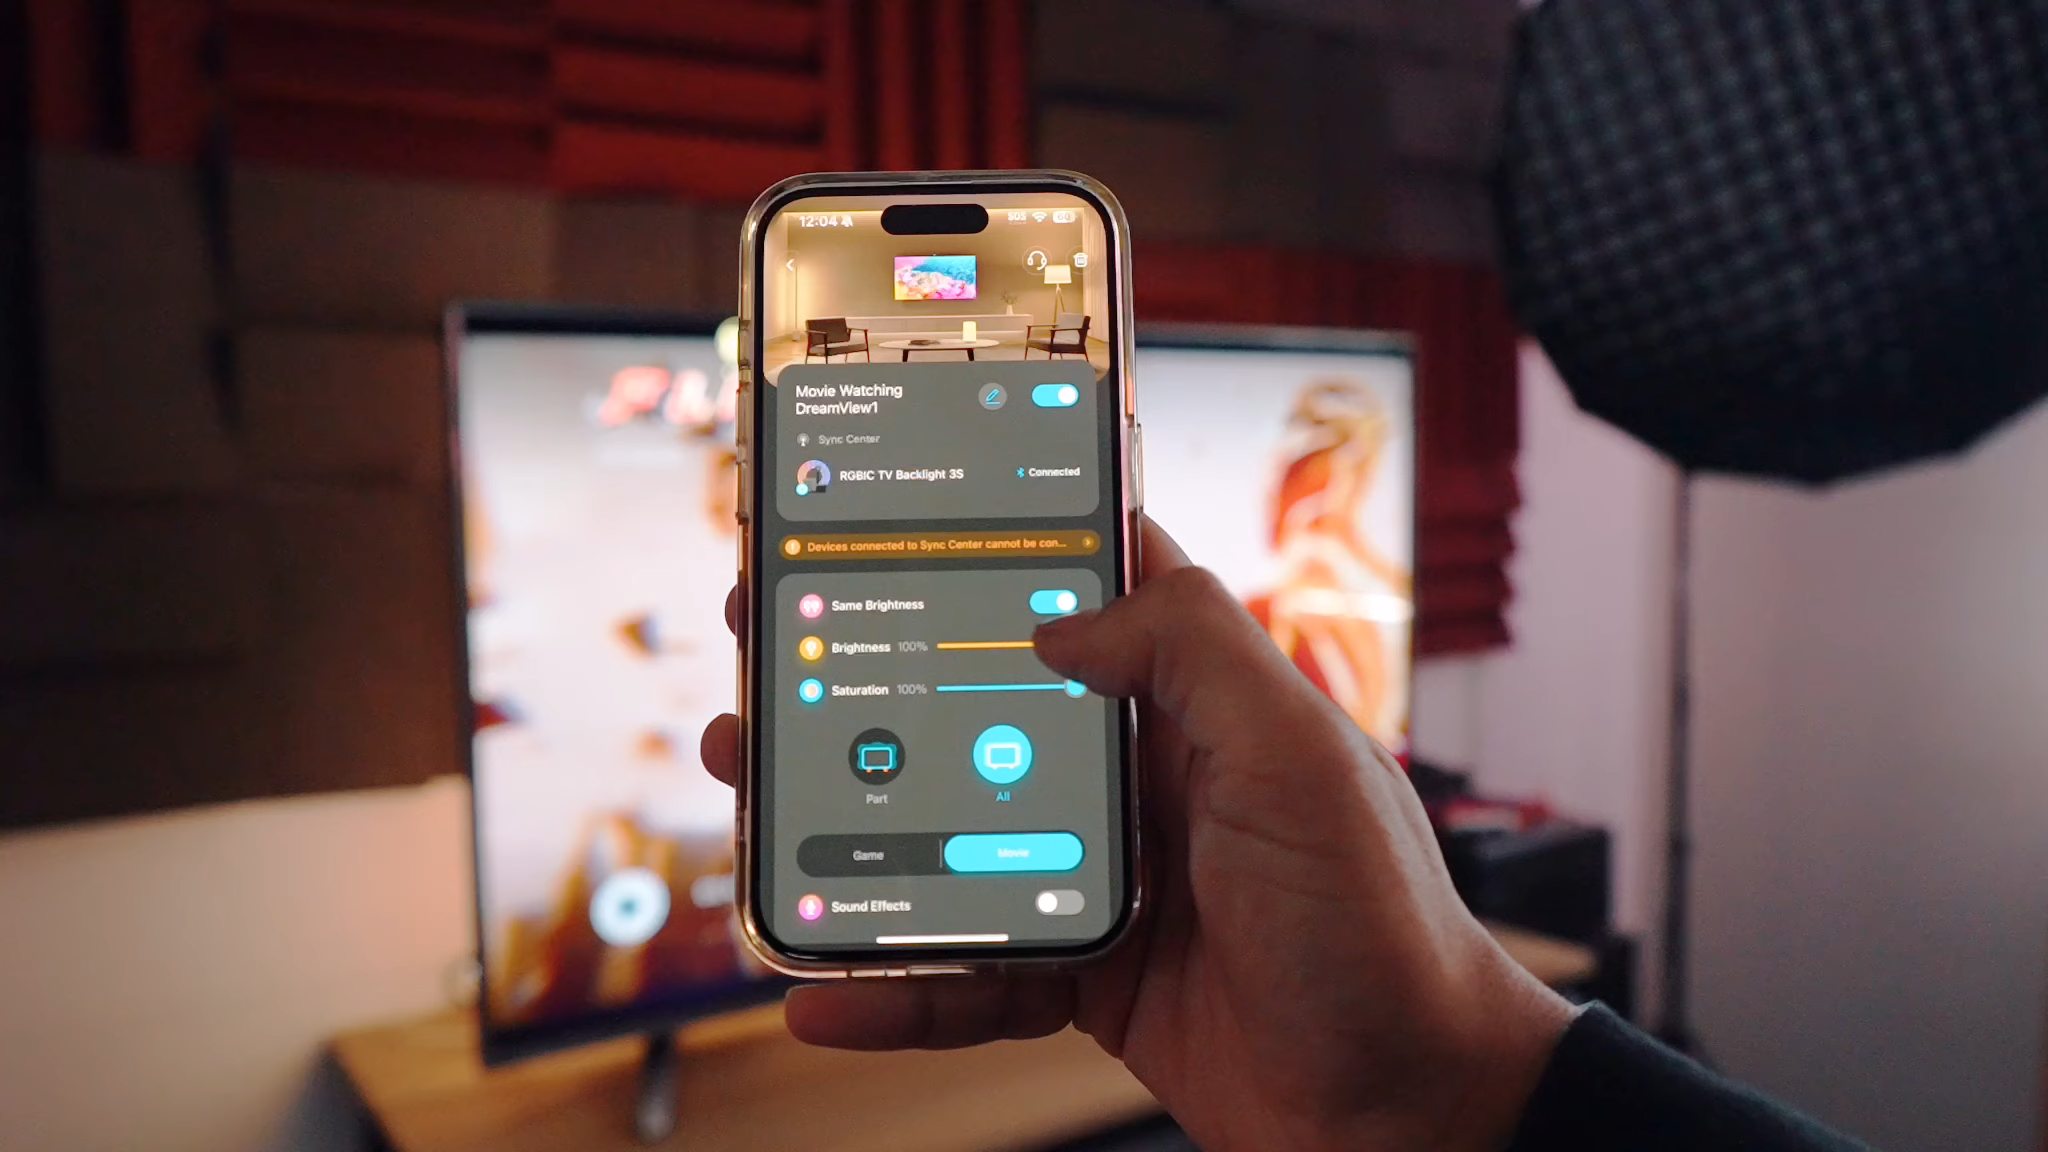 12:04
SOS
60
Movie Watching
DreamView1
Sync Center
RGBIC TV Backlight 3S
Connected
Devices connected to Sync Center cannot be con...
Same Brightness
Brightness 100%
Saturation 100%
Part
All
Game
Movie
Sound Effects